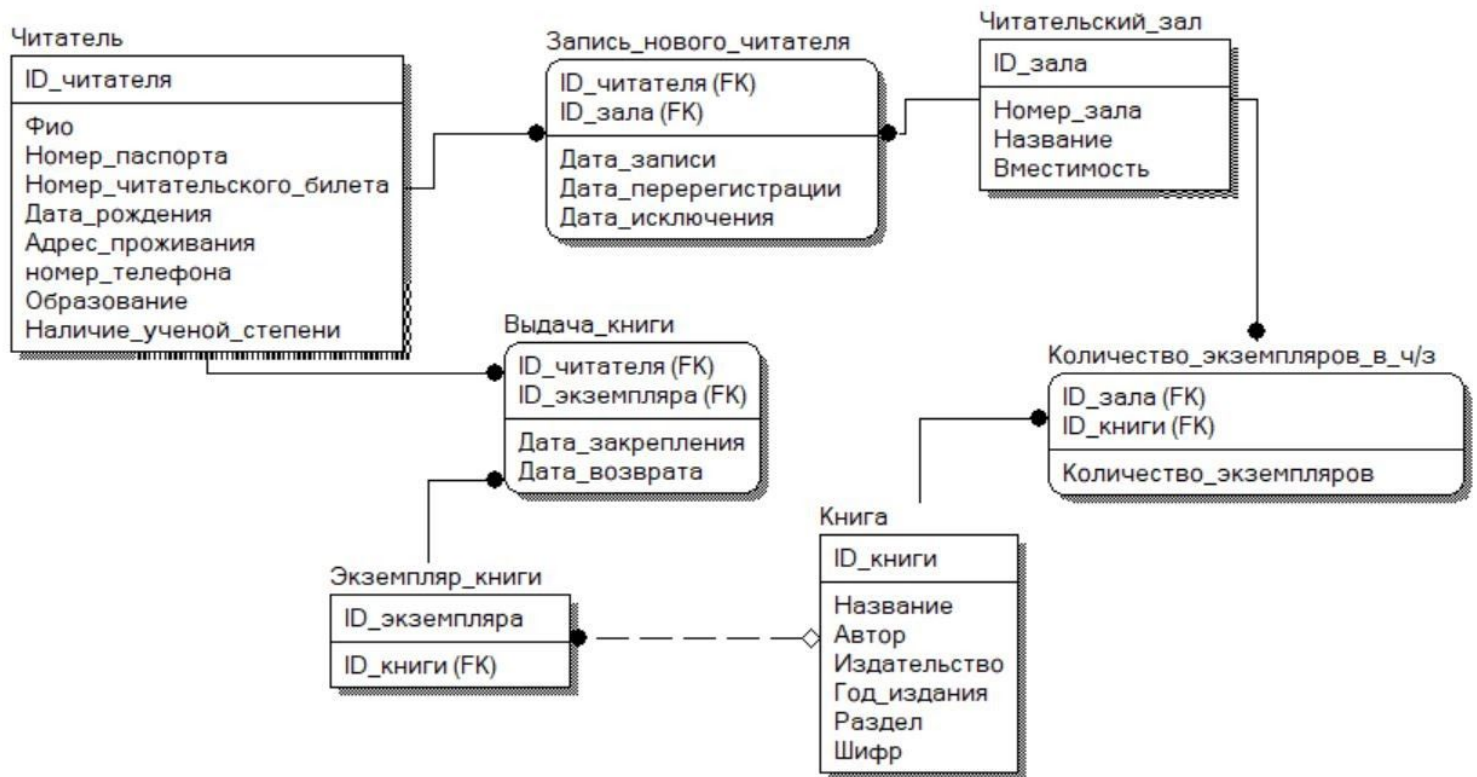 Читатель
ID_читателя
Фио
Номер_паспорта
Номер_читательского_билета
Дата_рождения
Адрес_проживания
номер_телефона
Образование
Наличие_ученой_степени
Запись_нового_читателя
ID_читателя (FK)
ID_зала (FK)
Дата_записи
Дата_перерегистрации
Дата_исключения
Читательский_зал
ID_зала
Номер_зала
Название
Вместимость
Выдача_книги
ID_читателя (FK)
ID_экземпляра (FK)
Дата_закрепления
Дата_возврата
Количество_экземпляров_в_ч/з
ID_зала (FK)
ID_книги (FK)
Количество_экземпляров
Экземпляр_книги
ID_экземпляра
ID_книги (FK)
Книга
ID_книги
Название
Автор
Издательство
Год_издания
Раздел
Шифр